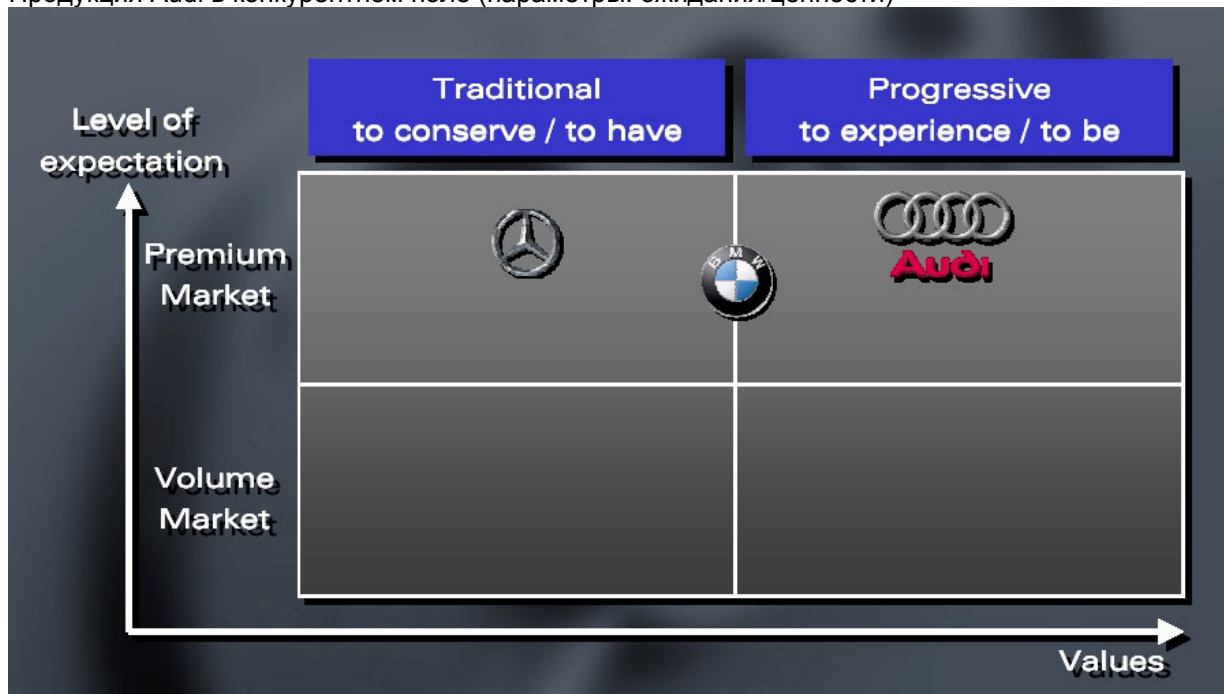 Продукция Audi в конкурентном поле (параметры: ожидания/ценности)
Traditional
to conserve / to have
Progressive
to experience / to be
Level of
expectation
Premium
Market
BMW
Audi
Volume
Market
Values